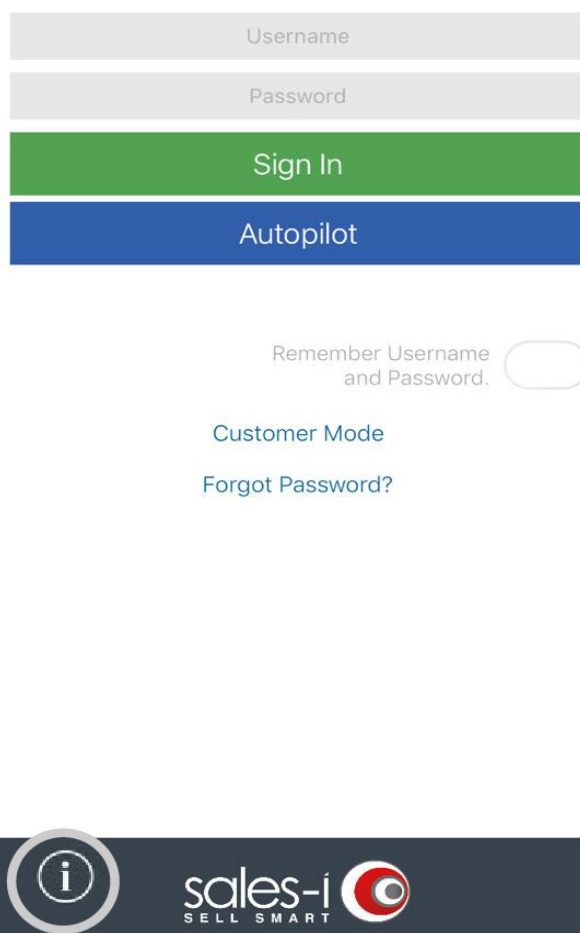 Username
Password
Sign In
Autopilot
Remember Username
and Password.
Customer Mode
Forgot Password?
i
sales-i
SELL SMART